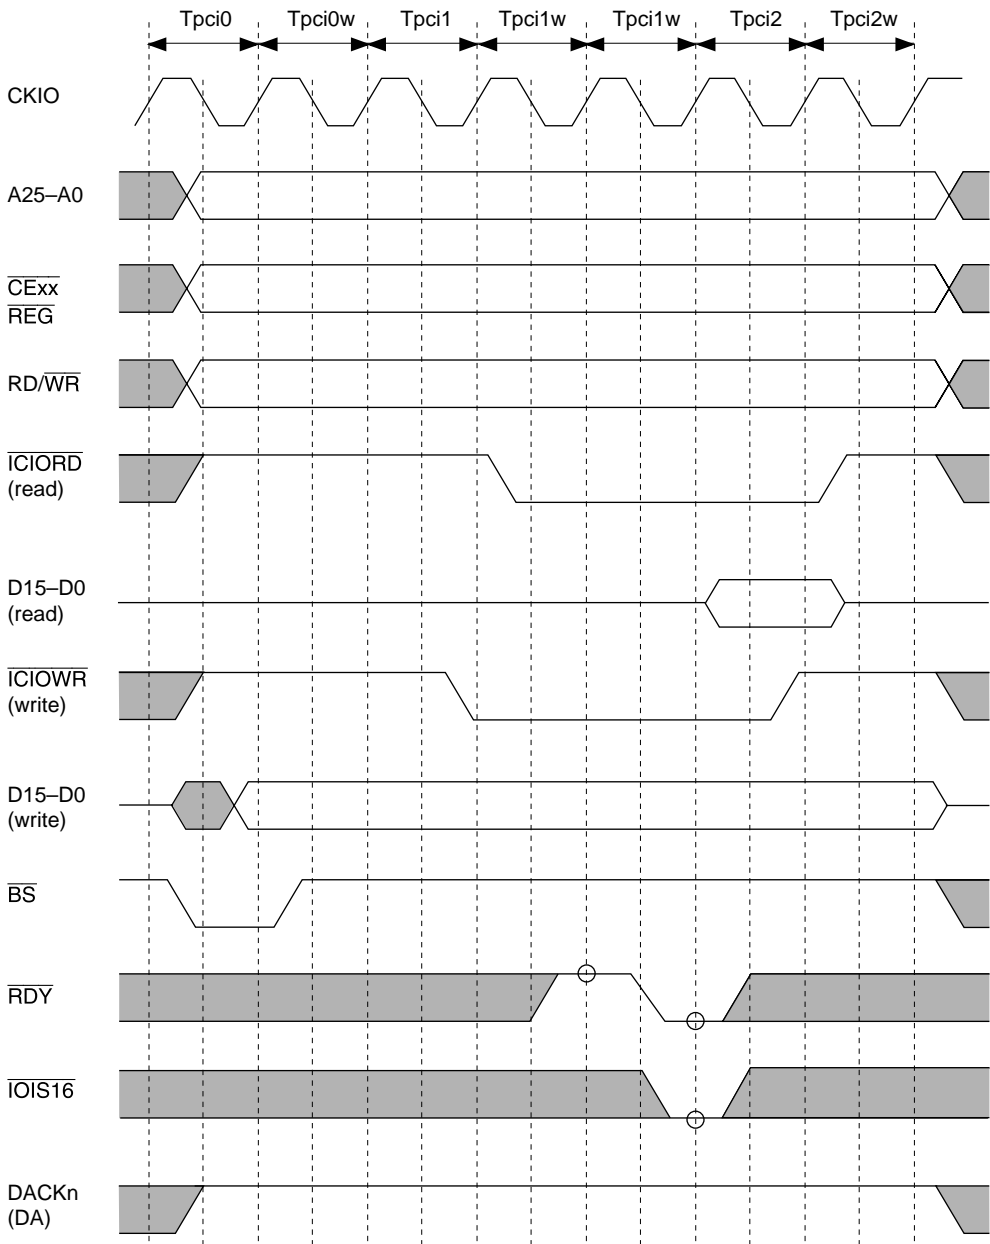 Tpci0 Tpci0w Tpci1 Tpci1w Tpci1w Tpci2 Tpci2w
CKIO
A25–A0
CExx
REG
RD/WR
ICIORD
(read)
D15–D0
(read)
ICIOWR
(write)
D15–D0
(write)
BS
RDY
IOIS16
DACKn
(DA)